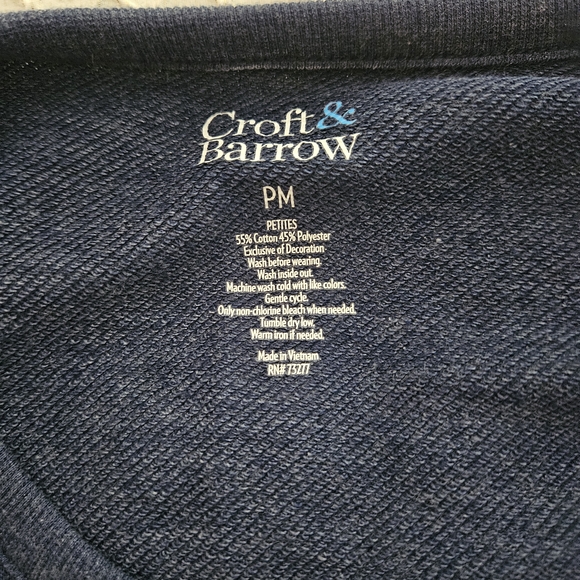 Croft &
Barrow
PM
PETITES
55% Cotton 45% Polyester
Exclusive of Decoration
Wash before wearing.
Wash inside out.
Machine wash cold with like colors.
Gentle cycle.
Only non-chlorine bleach when needed.
Tumble dry low.
Warm iron if needed.
Made in Vietnam
RN# 73277